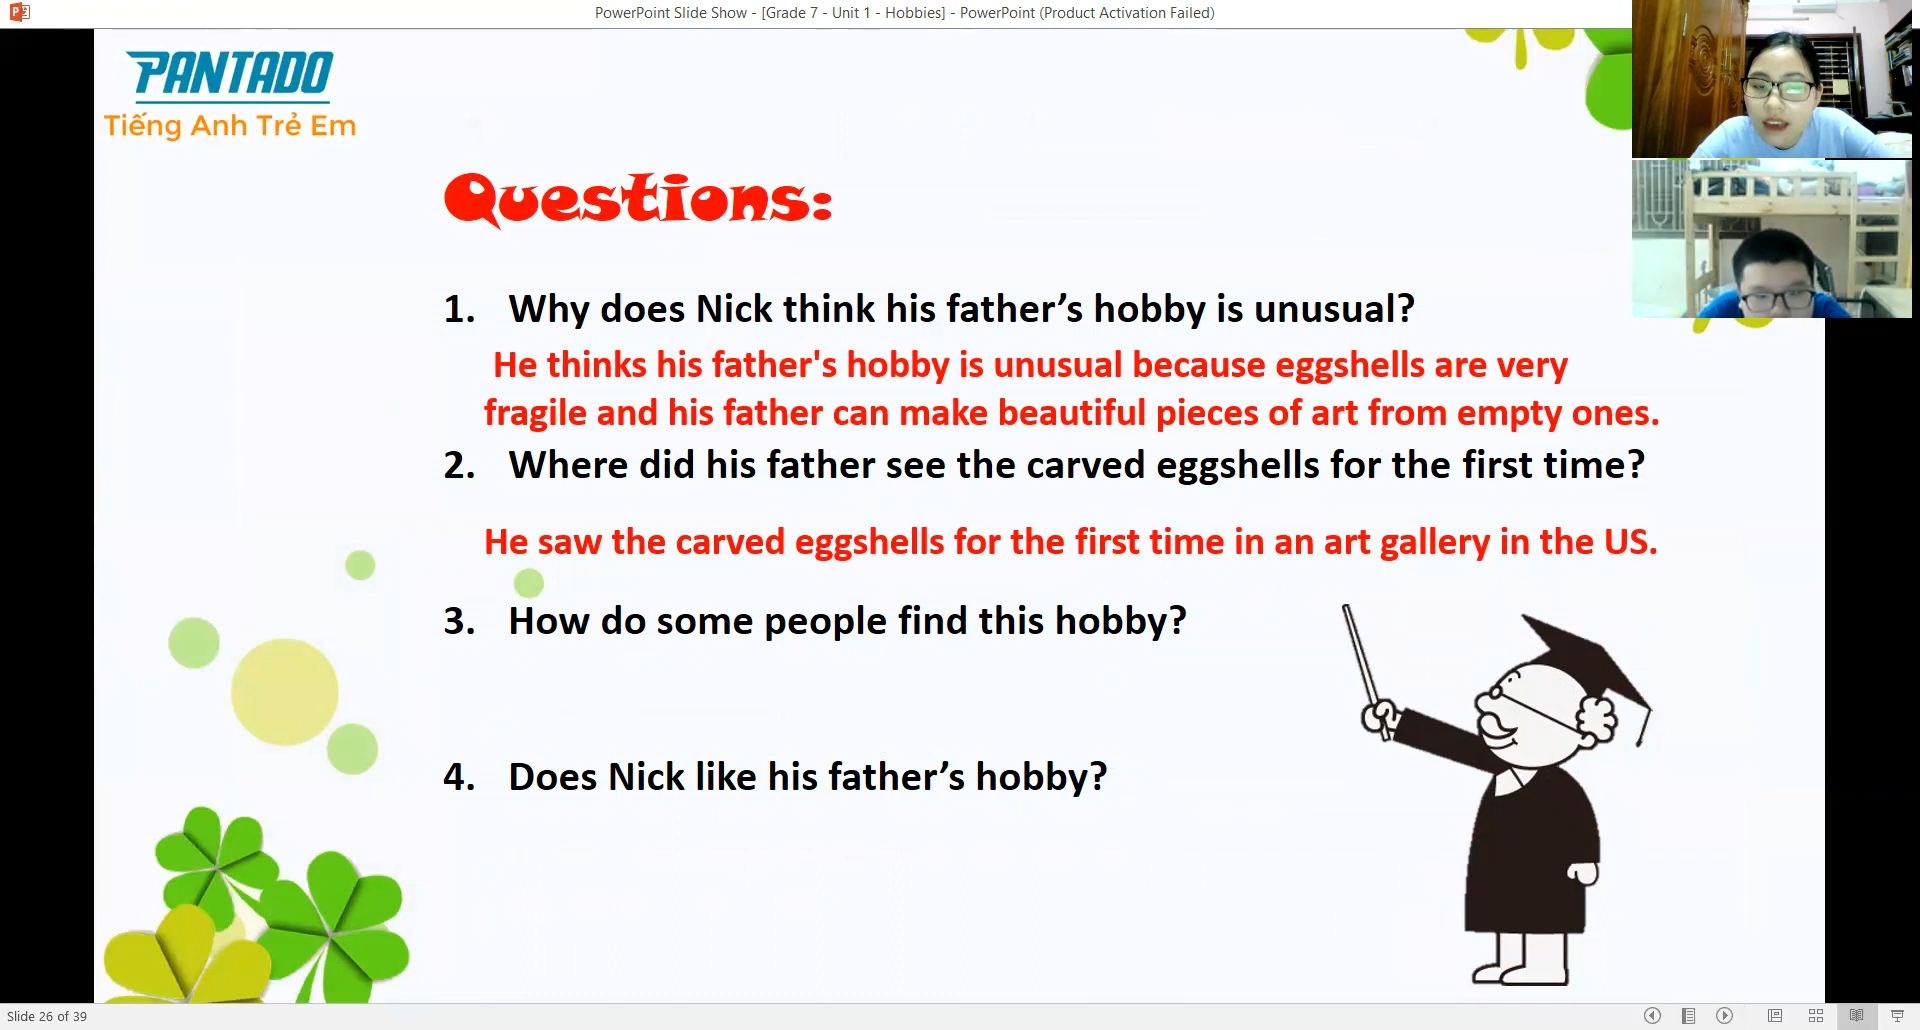 PowerPoint Slide Show - [Grade 7 - Unit 1 - Hobbies] - PowerPoint (Product Activation Failed)
PANTADO
Tiếng Anh Trẻ Em
Questions:
1. Why does Nick think his father’s hobby is unusual?
He thinks his father's hobby is unusual because eggshells are very
fragile and his father can make beautiful pieces of art from empty ones.
2. Where did his father see the carved eggshells for the first time?
He saw the carved eggshells for the first time in an art gallery in the US.
3. How do some people find this hobby?
4. Does Nick like his father’s hobby?
Slide 26 of 39